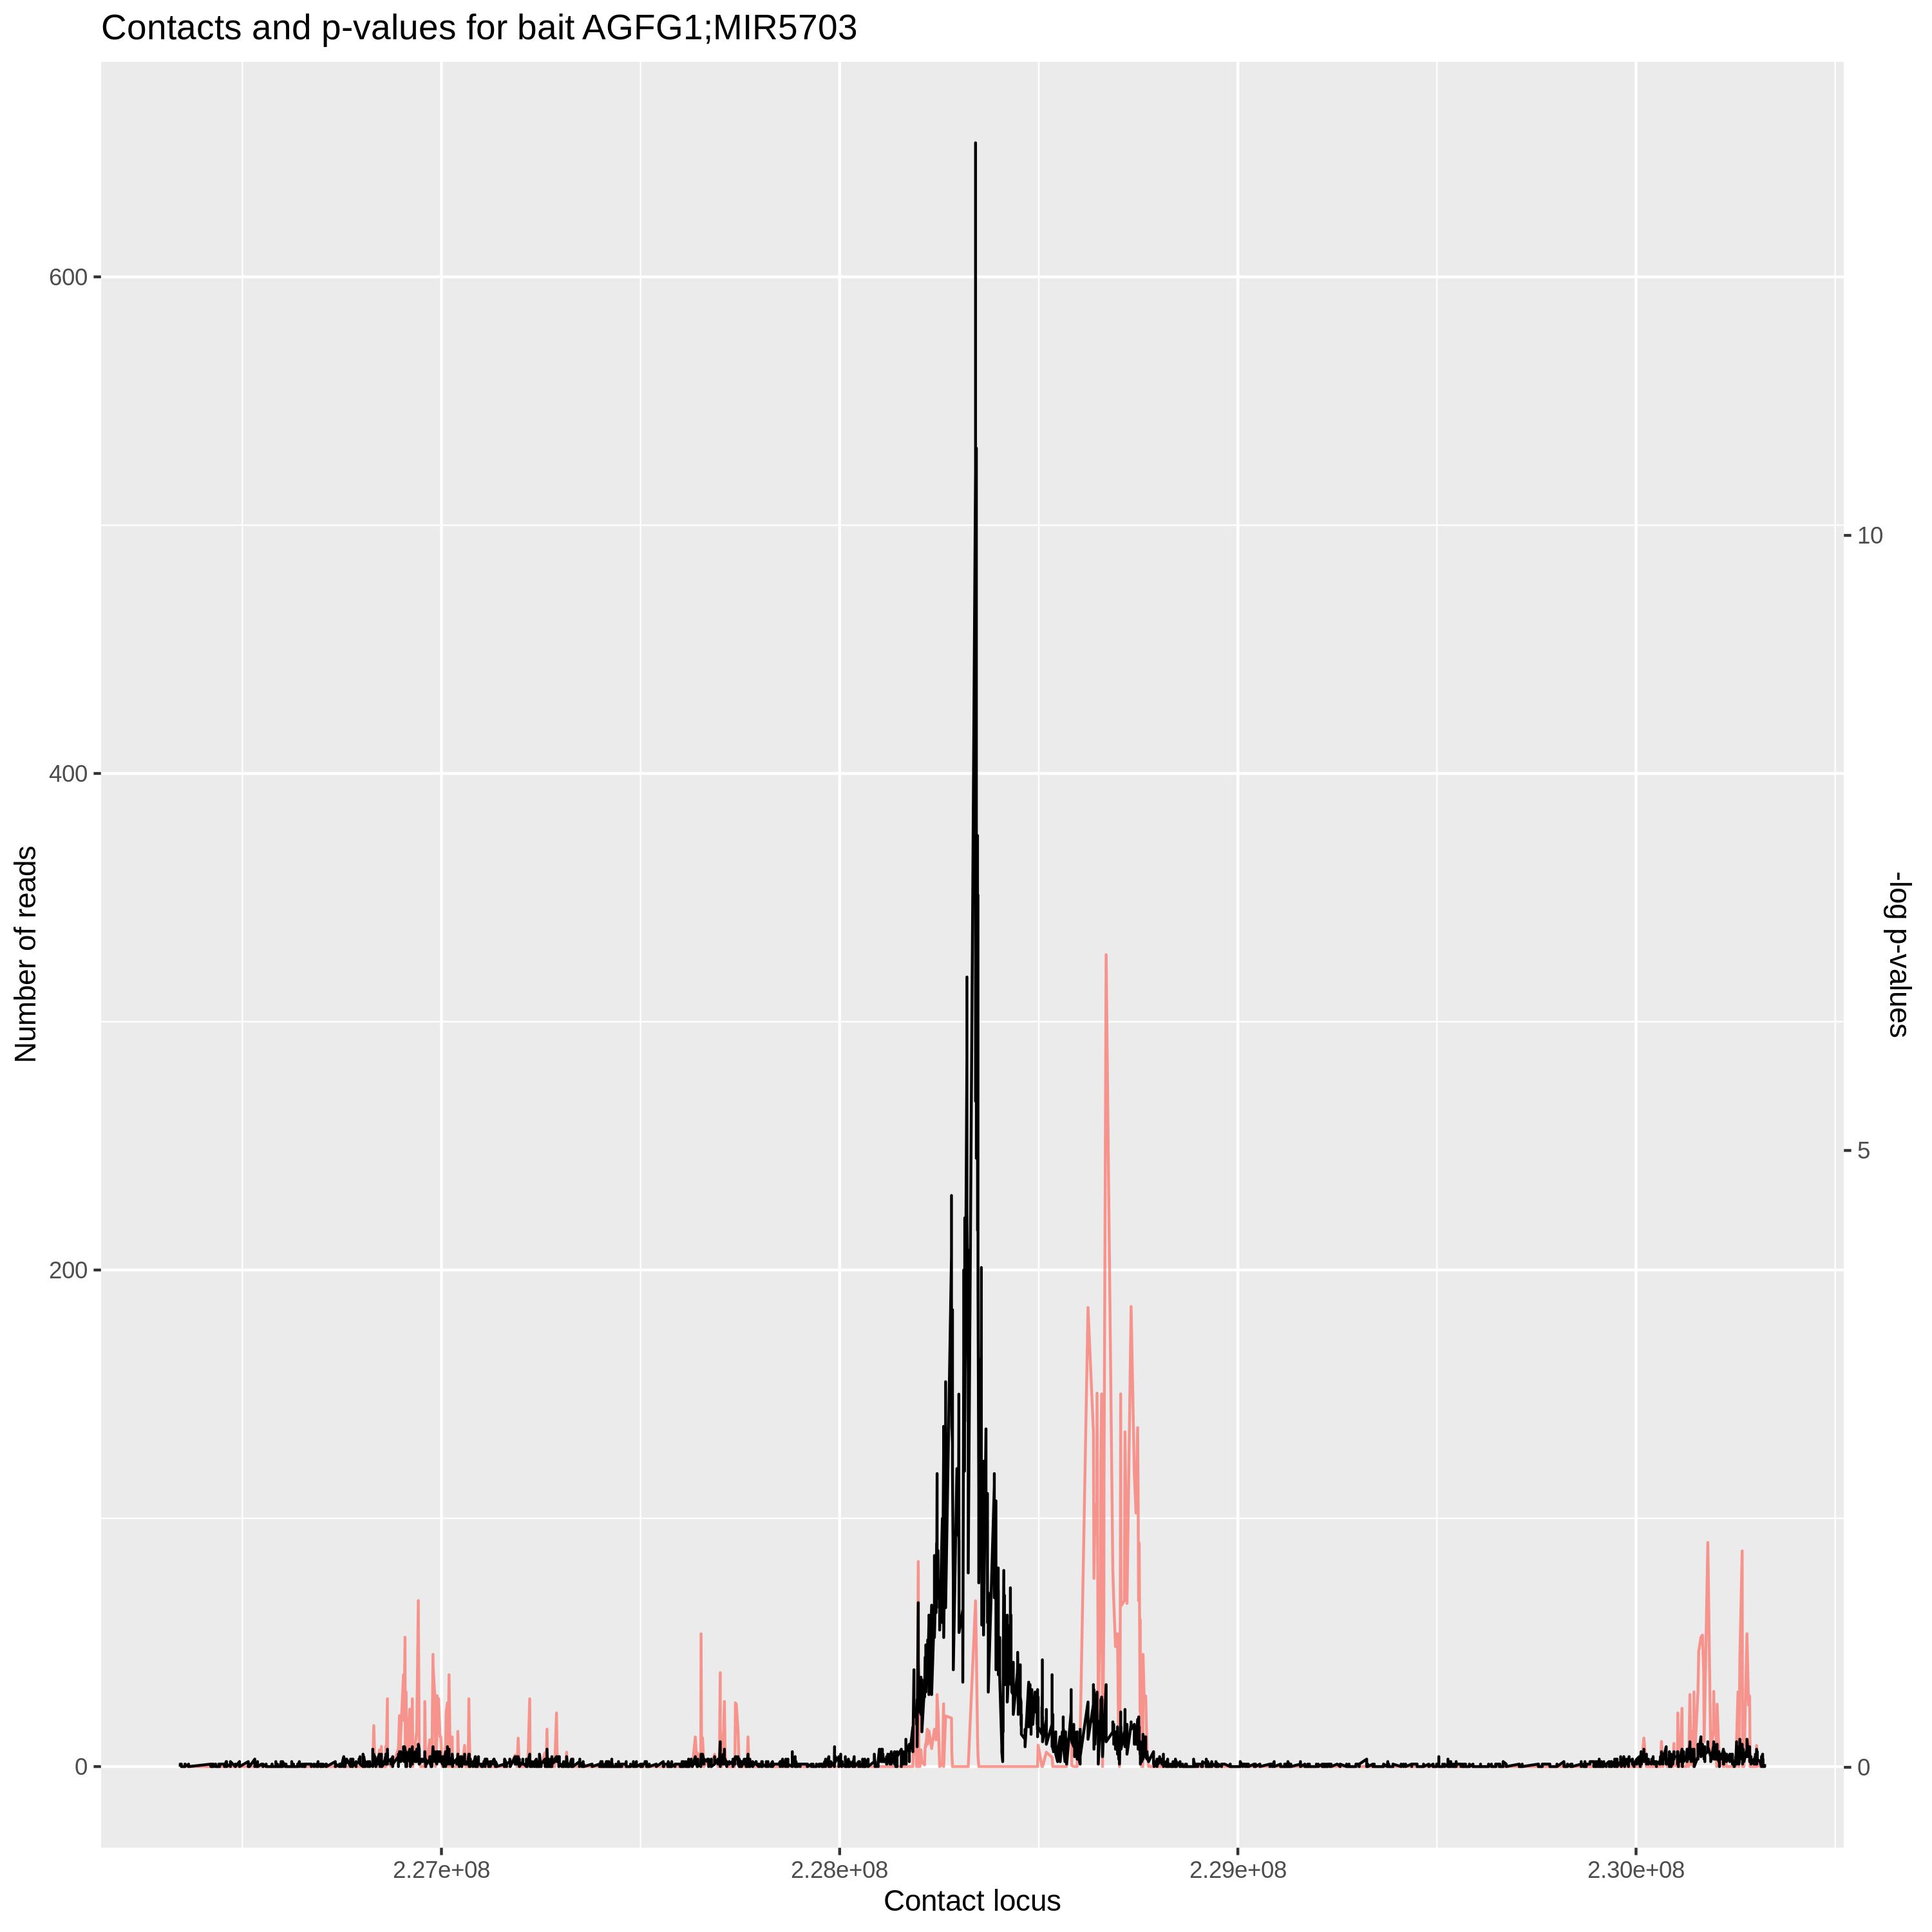 Contacts and p-values for bait AGFG1;MIR5703
600
400
200
0
Number of reads
10
5
0
-log p-values
2.27e+08
2.28e+08
2.29e+08
2.30e+08
Contact locus